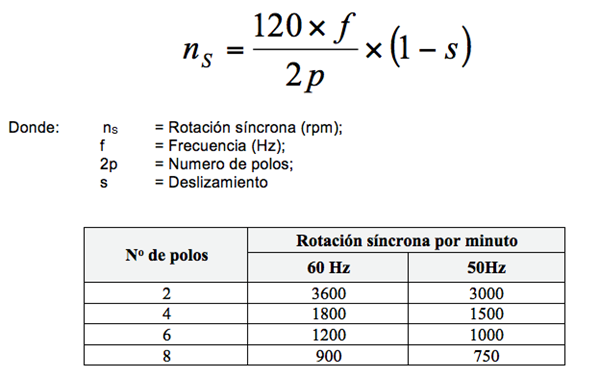 nS = 120 × f / 2p × (1 – s)
Donde: ns = Rotación síncrona (rpm);
f = Frecuencia (Hz);
2p = Numero de polos;
s = Deslizamiento
Nº de polos Rotación síncrona por minuto
60 Hz 50Hz
2 3600 3000
4 1800 1500
6 1200 1000
8 900 750